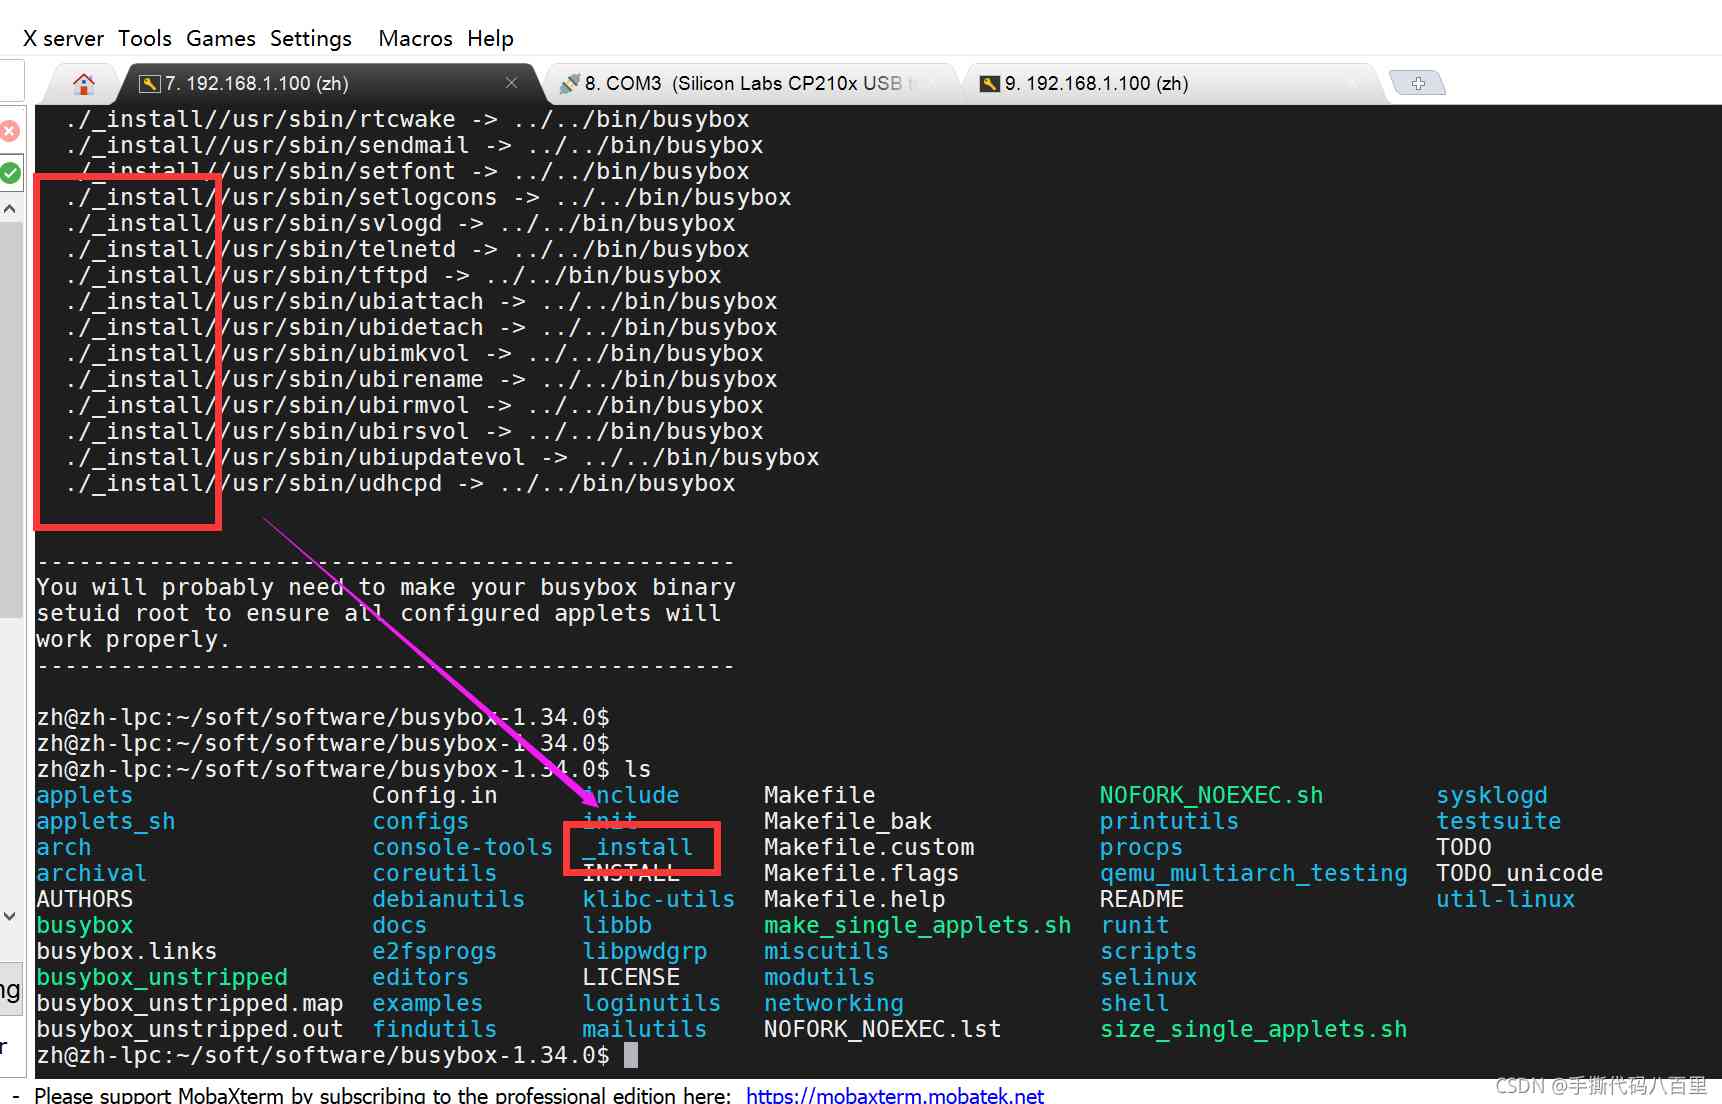 X server Tools Games Settings Macros Help
7. 192.168.1.100 (zh)
8. COM3 (Silicon Labs CP210x USB
9. 192.168.1.100 (zh)
./_install//usr/sbin/rtcwake -> ../../bin/busybox
./_install//usr/sbin/sendmail -> ../../bin/busybox
./_install//usr/sbin/setfont -> ../../bin/busybox
./_install//usr/sbin/setlogcons -> ../../bin/busybox
./_install//usr/sbin/svlogd -> ../../bin/busybox
./_install//usr/sbin/telnetd -> ../../bin/busybox
./_install//usr/sbin/tftpd -> ../../bin/busybox
./_install//usr/sbin/ubiattach -> ../../bin/busybox
./_install//usr/sbin/ubidetach -> ../../bin/busybox
./_install//usr/sbin/ubimkvol -> ../../bin/busybox
./_install//usr/sbin/ubirename -> ../../bin/busybox
./_install//usr/sbin/ubirmvol -> ../../bin/busybox
./_install//usr/sbin/ubirsvol -> ../../bin/busybox
./_install//usr/sbin/ubiupdatevol -> ../../bin/busybox
./_install//usr/sbin/udhcpd -> ../../bin/busybox
--------------------------------------------------
You will probably need to make your busybox binary
setuid root to ensure all configured applets will
work properly.
--------------------------------------------------
zh@zh-lpc:~/soft/software/busybox-1.34.0$
zh@zh-lpc:~/soft/software/busybox-1.34.0$
zh@zh-lpc:~/soft/software/busybox-1.34.0$ ls
applets Config.in include Makefile NOFORK_NOEXEC.sh sysklogd
applets_sh configs init Makefile_bak printutils testsuite
arch console-tools _install Makefile.custom procps TODO
archival coreutils INSTALL Makefile.flags qemu_multiarch_testing TODO_unicode
AUTHORS debianutils klibc-utils Makefile.help README util-linux
busybox docs libbb make_single_applets.sh runit
busybox.links e2fsprogs libpwdgrp miscutils scripts
busybox_unstripped editors LICENSE modutils selinux
busybox_unstripped.map examples loginutils networking shell
busybox_unstripped.out findutils mailutils NOFORK_NOEXEC.lst size_single_applets.sh
zh@zh-lpc:~/soft/software/busybox-1.34.0$
- Please support MobaXterm by subscribing to the professional edition here: https://mobaxterm.mobatek.net
CSDN @手撕代码八百里